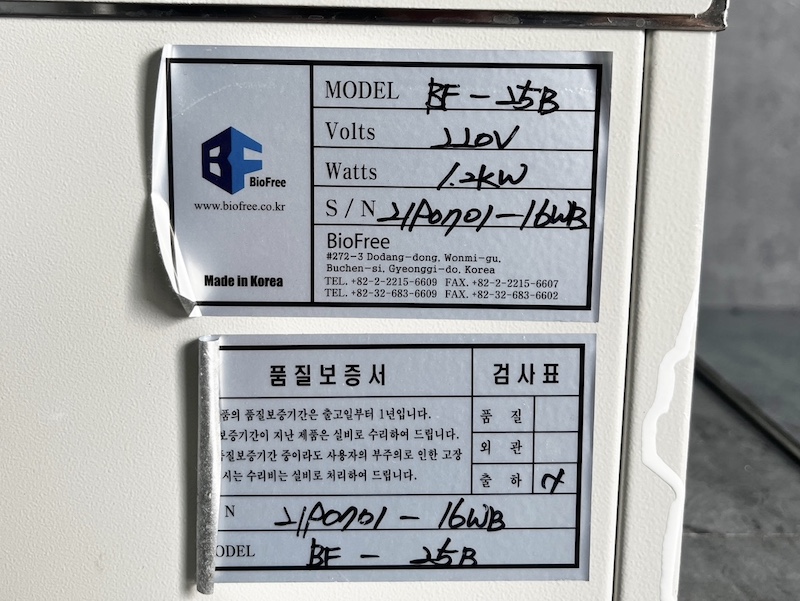 MODEL BF - 25B
Volts 220V
Watts 1.2KW
S / N 21P0701-16WB
BF BioFree
www.biofree.co.kr
Made in Korea
BioFree
#272-3 Dodang-dong, Wonmi-gu,
Buchen-si, Gyeonggi-do, Korea
TEL. +82-2-2215-6609 FAX. +82-2-2215-6607
TEL. +82-32-683-6609 FAX. +82-32-683-6602
품질보증서
품의 품질보증기간은 출고일부터 1년입니다.
보증기간이 지난 제품은 실비로 수리하여 드립니다.
품질보증기간 중이라도 사용자의 부주의로 인한 고장
시는 수리비는 실비로 처리하여 드립니다.
검사표
품 질
외 관
출 하
N 21P0701 - 16WB
ODEL BF - 25B